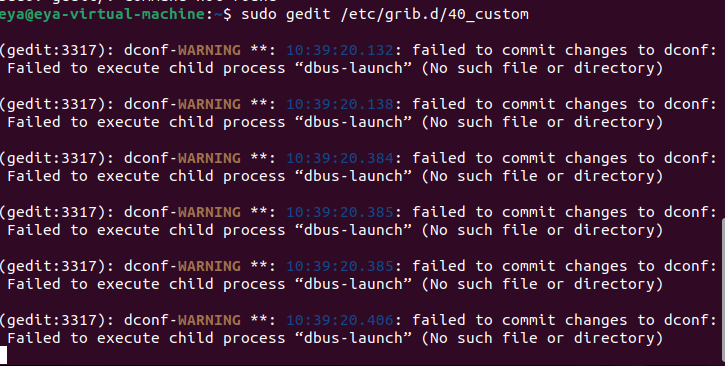 eya@eya-virtual-machine:~$ sudo gedit /etc/grib.d/40_custom
(gedit:3317): dconf-WARNING **: 10:39:20.132: failed to commit changes to dconf:
Failed to execute child process “dbus-launch” (No such file or directory)
(gedit:3317): dconf-WARNING **: 10:39:20.138: failed to commit changes to dconf:
Failed to execute child process “dbus-launch” (No such file or directory)
(gedit:3317): dconf-WARNING **: 10:39:20.384: failed to commit changes to dconf:
Failed to execute child process “dbus-launch” (No such file or directory)
(gedit:3317): dconf-WARNING **: 10:39:20.385: failed to commit changes to dconf:
Failed to execute child process “dbus-launch” (No such file or directory)
(gedit:3317): dconf-WARNING **: 10:39:20.385: failed to commit changes to dconf:
Failed to execute child process “dbus-launch” (No such file or directory)
(gedit:3317): dconf-WARNING **: 10:39:20.406: failed to commit changes to dconf:
Failed to execute child process “dbus-launch” (No such file or directory)